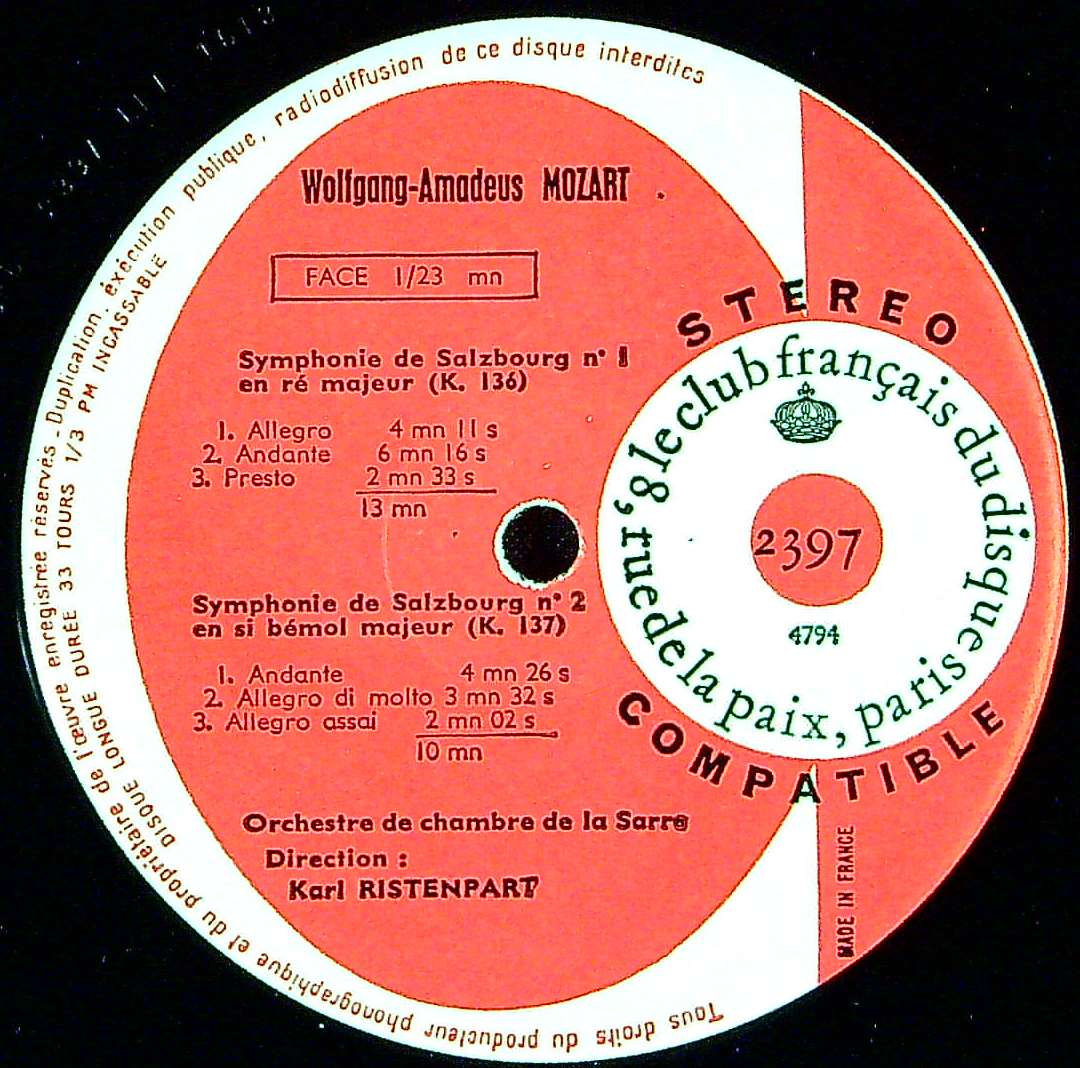 Tous droits du producteur phonographique et du propriétaire de l'œuvre enregistrée réservés - Duplication, exécution publique, radiodiffusion de ce disque interdites
DISQUE LONGUE DURÉE 33 TOURS 1/3 PM INCASSABLE
Wolfgang-Amadeus MOZART
FACE 1/23 mn
Symphonie de Salzbourg n° 1
en ré majeur (K. 136)
1. Allegro 4 mn 11 s
2. Andante 6 mn 16 s
3. Presto 2 mn 33 s
13 mn
Symphonie de Salzbourg n° 2
en si bémol majeur (K. 137)
1. Andante 4 mn 26 s
2. Allegro di molto 3 mn 32 s
3. Allegro assai 2 mn 02 s
10 mn
Orchestre de chambre de la Sarre
Direction :
Karl RISTENPART
STEREO
le club français du disque
8, rue de la paix, paris
2397
4794
COMPATIBLE
MADE IN FRANCE